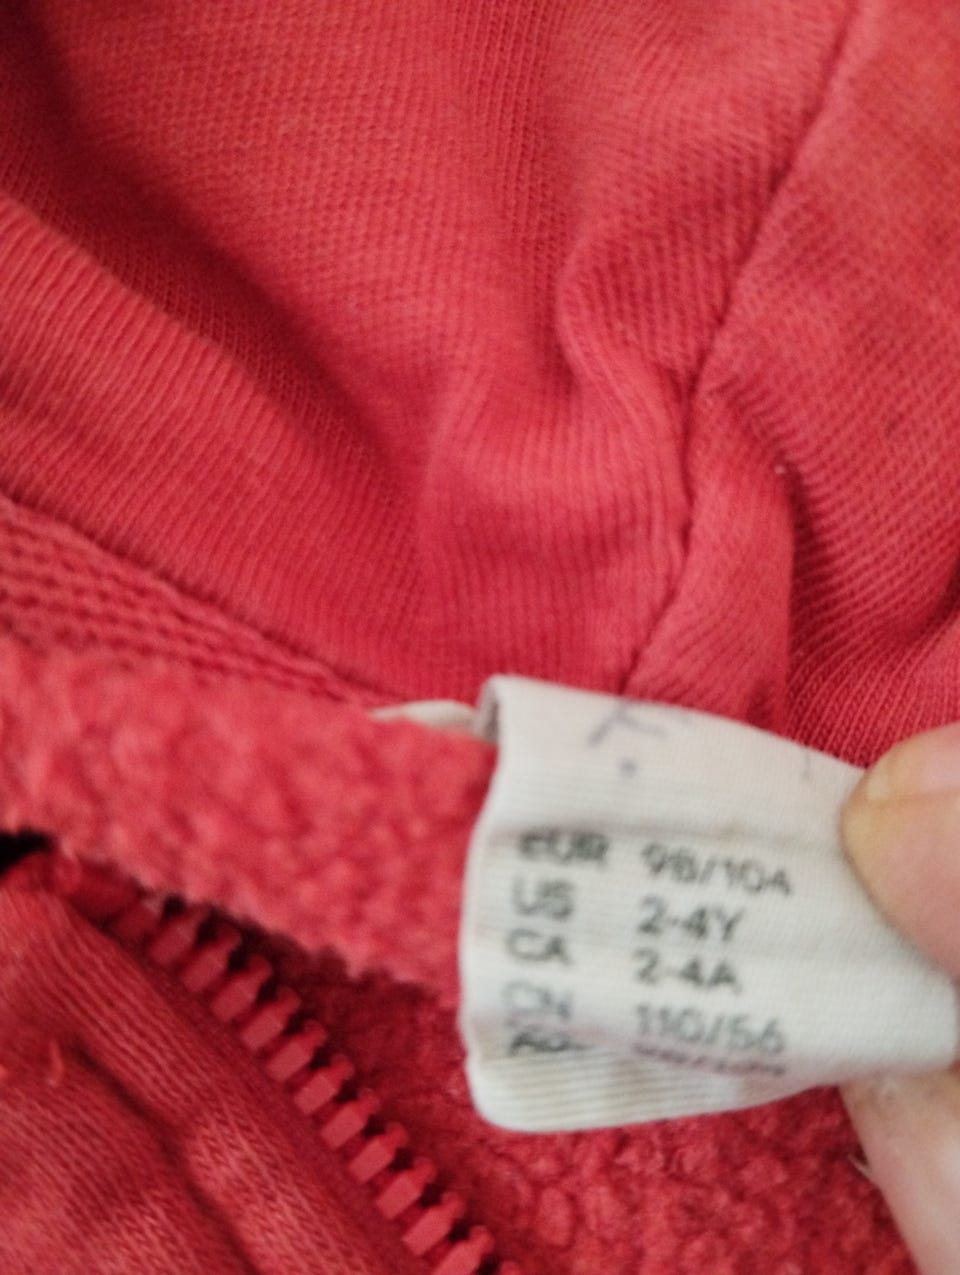 EUR 98/104
US 2-4Y
CA 2-4A
CN 110/56